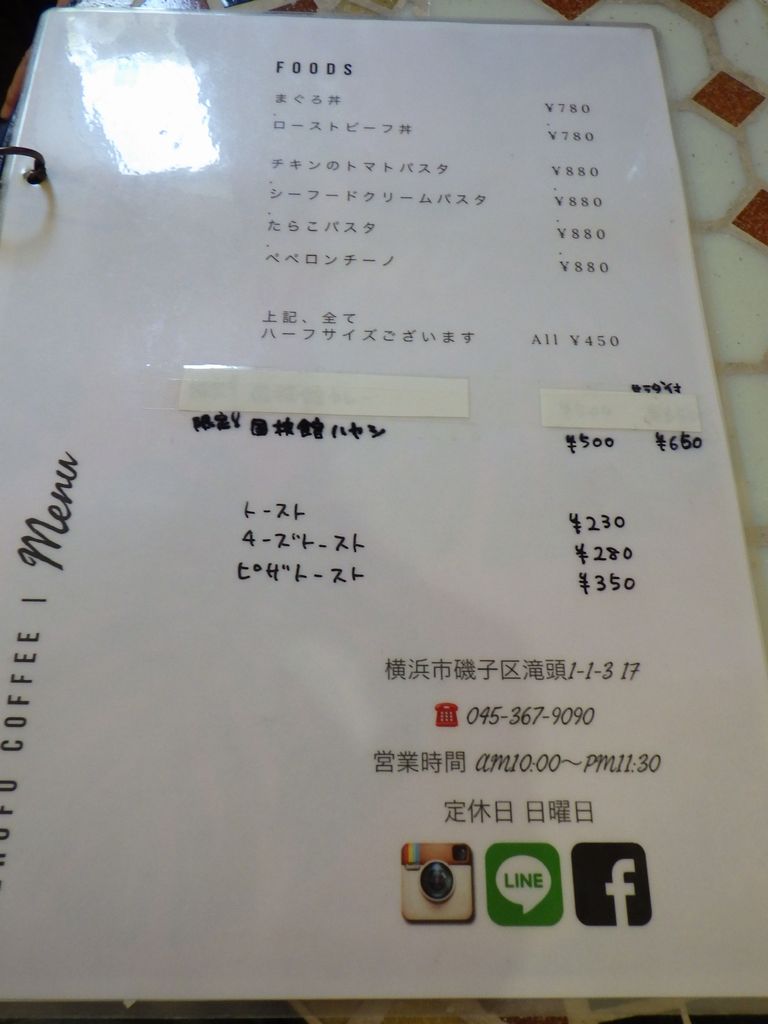 FOODS
まぐろ丼 ¥780
ローストビーフ丼 ¥780
チキンのトマトパスタ ¥880
シーフードクリームパスタ ¥880
たらこパスタ ¥880
ペペロンチーノ ¥880
上記、全て
ハーフサイズございます All ¥450
サラダ付
限定! 国技館ハヤシ ¥500 ¥650
トースト ¥230
チーズトースト ¥280
ピザトースト ¥350
横浜市磯子区滝頭1-1-3 17
☎ 045-367-9090
営業時間 am10:00〜PM11:30
定休日 日曜日
LINE
COFFEE | Menu